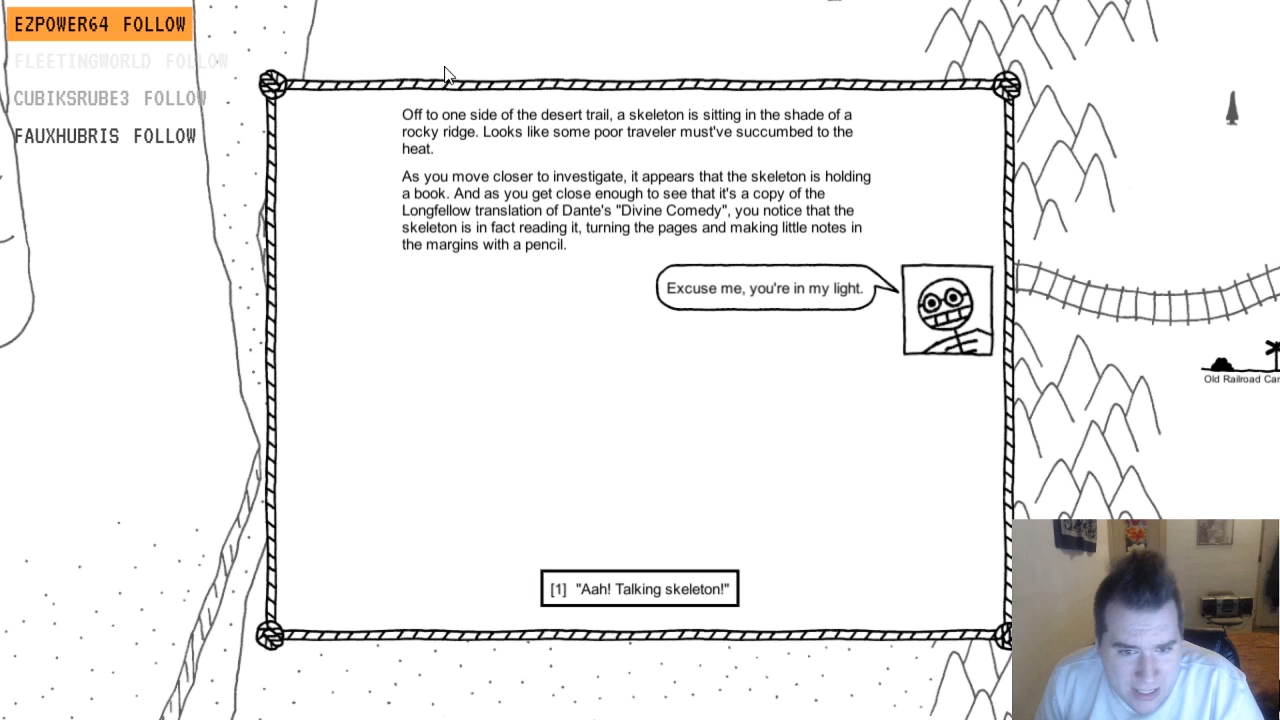 EZPOWER64 FOLLOW
FLEETINGWORLD FOLLOW
CUBIKSRUBE3 FOLLOW
FAUXHUBRIS FOLLOW
Off to one side of the desert trail, a skeleton is sitting in the shade of a
rocky ridge. Looks like some poor traveler must've succumbed to the
heat.
As you move closer to investigate, it appears that the skeleton is holding
a book. And as you get close enough to see that it's a copy of the
Longfellow translation of Dante's "Divine Comedy", you notice that the
skeleton is in fact reading it, turning the pages and making little notes in
the margins with a pencil.
Excuse me, you're in my light.
Old Railroad Car
[1] "Aah! Talking skeleton!"